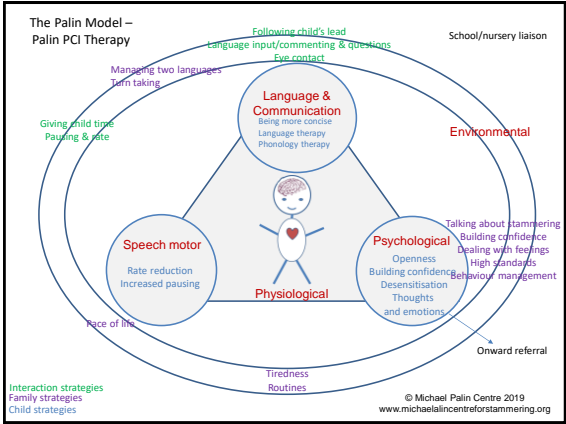 The Palin Model –
Palin PCI Therapy
Following child's lead
Language input/commenting & questions
Eye contact
School/nursery liaison
Managing two languages
Turn taking
Giving child time
Pausing & rate
Language &
Communication
Being more concise
Language therapy
Phonology therapy
Environmental
Speech motor
Rate reduction
Increased pausing
Psychological
Openness
Building confidence
Desensitisation
Thoughts
and emotions
Talking about stammering
Building confidence
Dealing with feelings
High standards
Behaviour management
Physiological
Pace of life
Onward referral
Tiredness
Routines
Interaction strategies
Family strategies
Child strategies
© Michael Palin Centre 2019
www.michaelalincentreforstammering.org